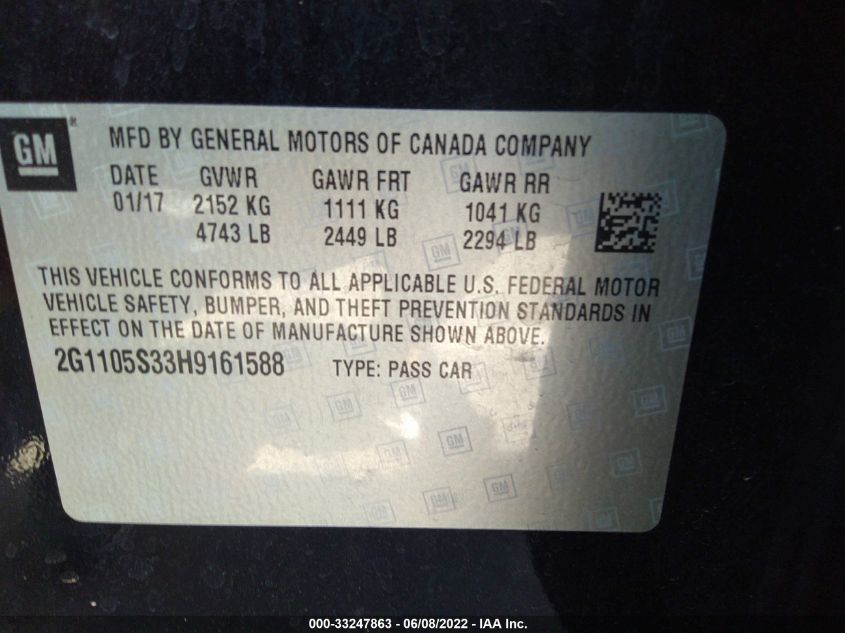 GM ®
MFD BY GENERAL MOTORS OF CANADA COMPANY
DATE GVWR GAWR FRT GAWR RR
01/17 2152 KG 1111 KG 1041 KG
4743 LB 2449 LB 2294 LB
THIS VEHICLE CONFORMS TO ALL APPLICABLE U.S. FEDERAL MOTOR
VEHICLE SAFETY, BUMPER, AND THEFT PREVENTION STANDARDS IN
EFFECT ON THE DATE OF MANUFACTURE SHOWN ABOVE.
2G1105S33H9161588 TYPE: PASS CAR
000-33247863 - 06/08/2022 - IAA Inc.